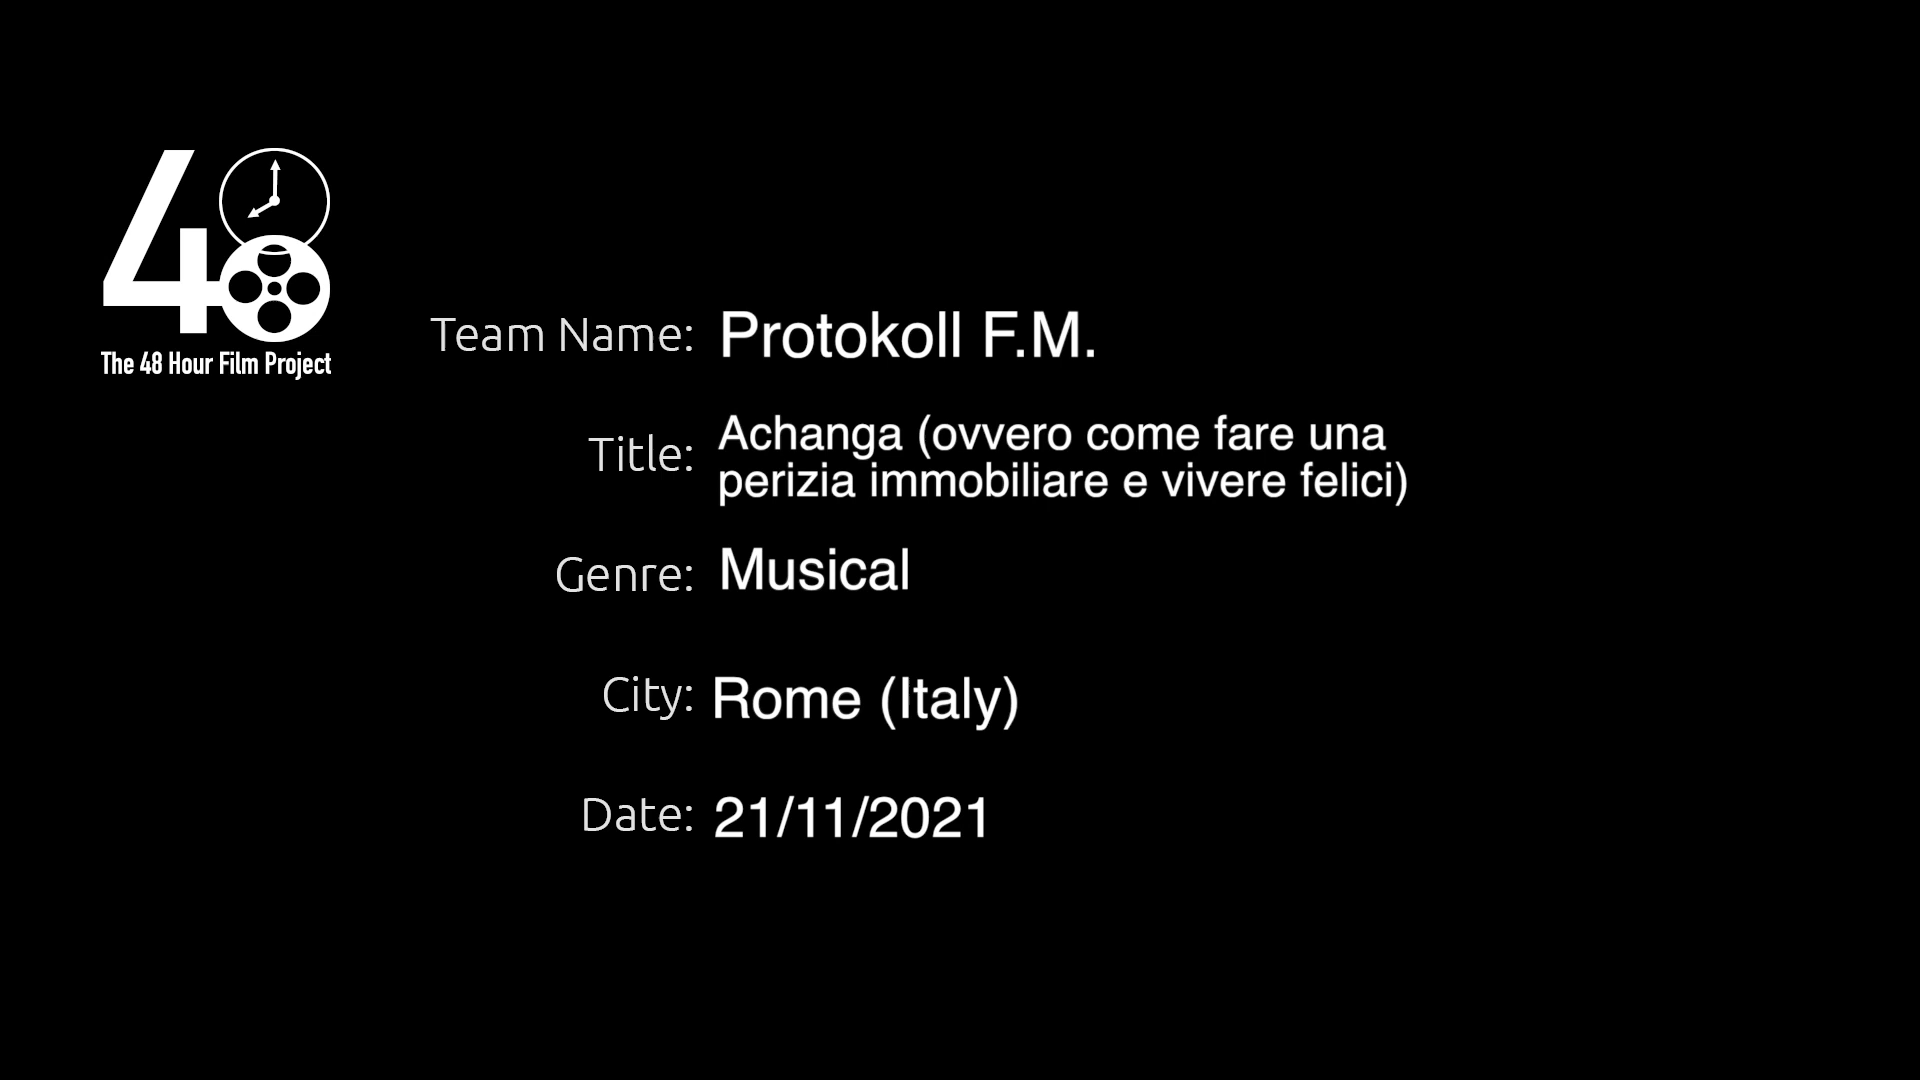 48
The 48 Hour Film Project
Team Name: Protokoll F.M.
Title: Achanga (ovvero come fare una
perizia immobiliare e vivere felici)
Genre: Musical
City: Rome (Italy)
Date: 21/11/2021